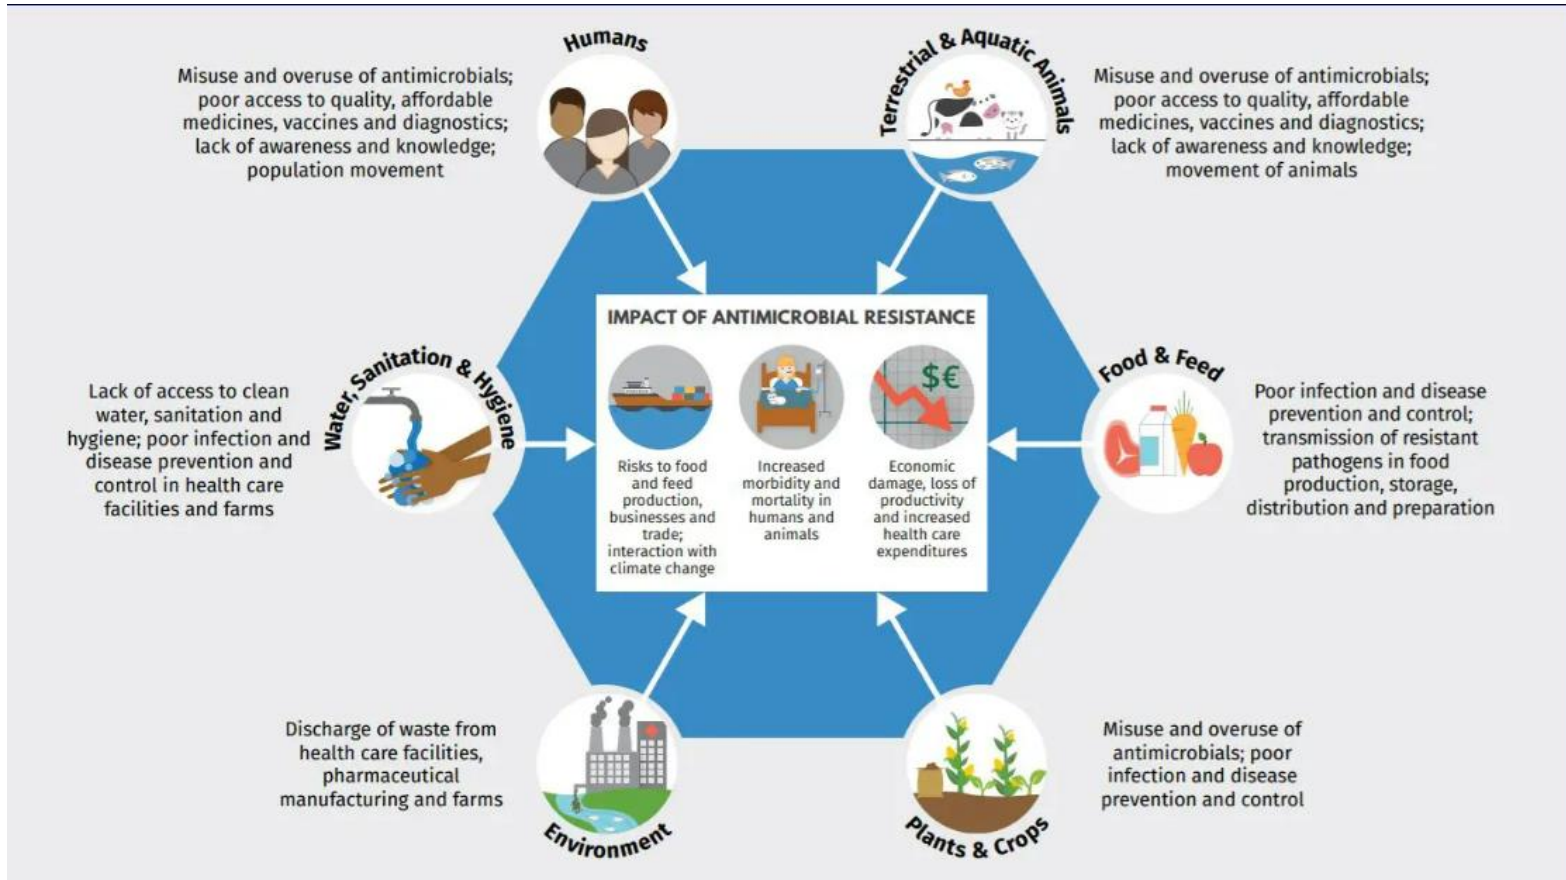 Humans
Misuse and overuse of antimicrobials;
poor access to quality, affordable
medicines, vaccines and diagnostics;
lack of awareness and knowledge;
population movement
Terrestrial & Aquatic Animals
Misuse and overuse of antimicrobials;
poor access to quality, affordable
medicines, vaccines and diagnostics;
lack of awareness and knowledge;
movement of animals
Water, Sanitation & Hygiene
Lack of access to clean
water, sanitation and
hygiene; poor infection and
disease prevention and
control in health care
facilities and farms
IMPACT OF ANTIMICROBIAL RESISTANCE
Risks to food
and feed
production,
businesses and
trade;
interaction with
climate change
Increased
morbidity and
mortality in
humans and
animals
$€
Economic
damage, loss of
productivity
and increased
health care
expenditures
Food & Feed
Poor infection and disease
prevention and control;
transmission of resistant
pathogens in food
production, storage,
distribution and preparation
Discharge of waste from
health care facilities,
pharmaceutical
manufacturing and farms
Environment
Misuse and overuse of
antimicrobials; poor
infection and disease
prevention and control
Plants & Crops